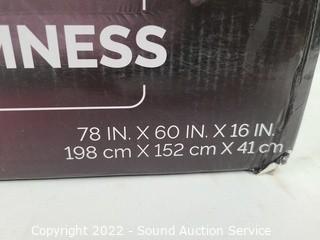 MNESS
78 IN. X 60 IN. X 16 IN.
198 cm X 152 cm X 41 cm
Copyright 2022 - Sound Auction Service